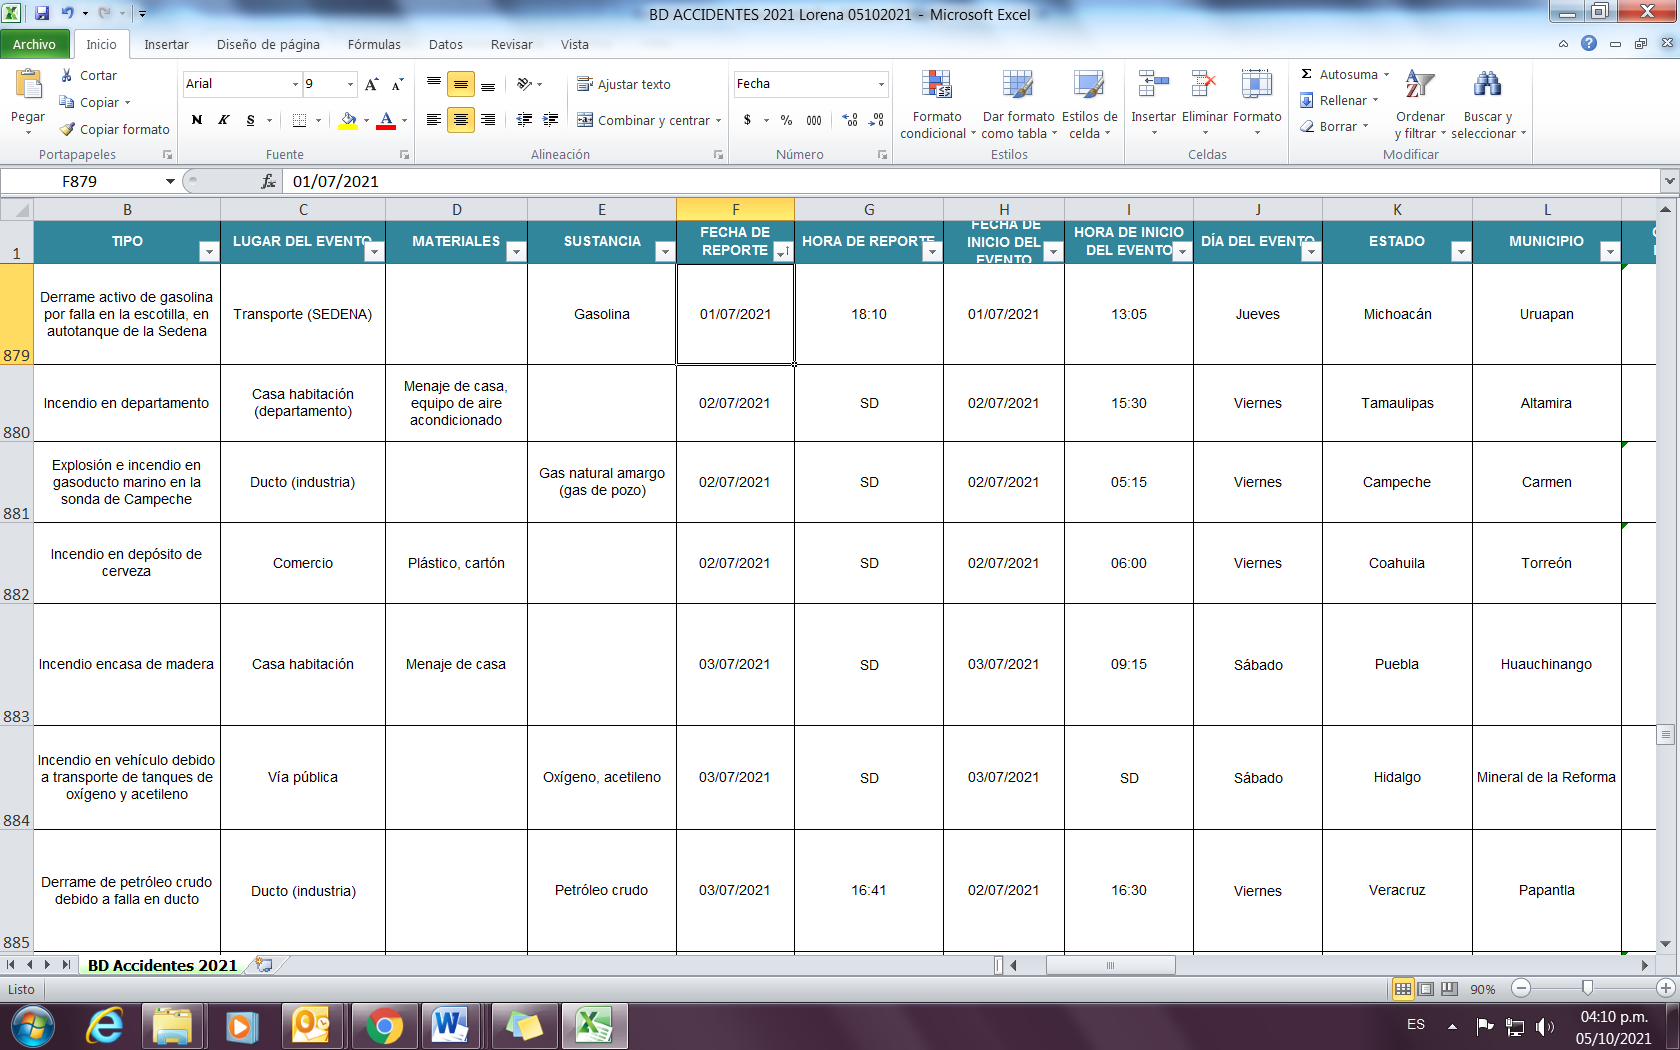 BD ACCIDENTES 2021 Lorena 05102021 - Microsoft Excel
Archivo Inicio Insertar Diseño de página Fórmulas Datos Revisar Vista
Pegar
Cortar
Copiar
Copiar formato
Portapapeles
Arial 9
N K S
A A A
Fuente
Ajustar texto
Combinar y centrar
Alineación
Fecha
$ % 000
Número
Formato condicional
Dar formato como tabla
Estilos de celda
Estilos
Insertar Eliminar Formato
Celdas
Σ Autosuma
Rellenar
Borrar
Ordenar y filtrar
Buscar y seleccionar
Modificar
F879 fx 01/07/2021
B C D E F G H I J K L
1 TIPO LUGAR DEL EVENTO MATERIALES SUSTANCIA FECHA DE REPORTE HORA DE REPORTE FECHA DE INICIO DEL EVENTO HORA DE INICIO DEL EVENTO DÍA DEL EVENTO ESTADO MUNICIPIO
879 Derrame activo de gasolina por falla en la escotilla, en autotanque de la Sedena Transporte (SEDENA) Gasolina 01/07/2021 18:10 01/07/2021 13:05 Jueves Michoacán Uruapan
880 Incendio en departamento Casa habitación (departamento) Menaje de casa, equipo de aire acondicionado 02/07/2021 SD 02/07/2021 15:30 Viernes Tamaulipas Altamira
881 Explosión e incendio en gasoducto marino en la sonda de Campeche Ducto (industria) Gas natural amargo (gas de pozo) 02/07/2021 SD 02/07/2021 05:15 Viernes Campeche Carmen
882 Incendio en depósito de cerveza Comercio Plástico, cartón 02/07/2021 SD 02/07/2021 06:00 Viernes Coahuila Torreón
883 Incendio encasa de madera Casa habitación Menaje de casa 03/07/2021 SD 03/07/2021 09:15 Sábado Puebla Huauchinango
884 Incendio en vehículo debido a transporte de tanques de oxígeno y acetileno Vía pública Oxígeno, acetileno 03/07/2021 SD 03/07/2021 SD Sábado Hidalgo Mineral de la Reforma
885 Derrame de petróleo crudo debido a falla en ducto Ducto (industria) Petróleo crudo 03/07/2021 16:41 02/07/2021 16:30 Viernes Veracruz Papantla
BD Accidentes 2021
Listo 90%
ES 04:10 p.m.
05/10/2021